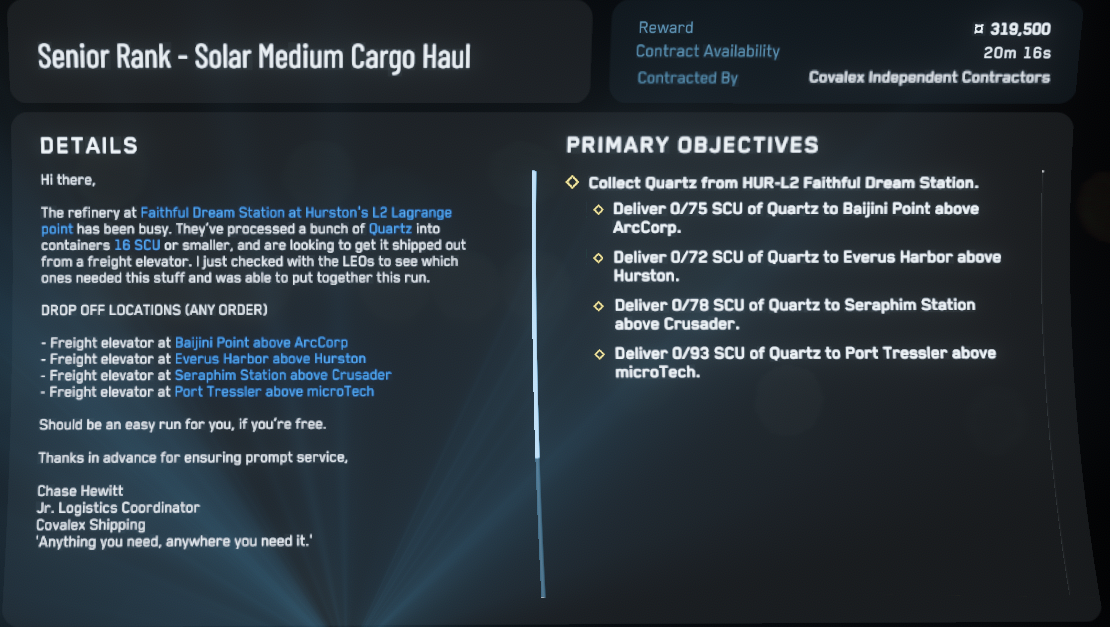 Senior Rank - Solar Medium Cargo Haul
Reward ¤ 319,500
Contract Availability 20m 16s
Contracted By Covalex Independent Contractors
DETAILS
Hi there,
The refinery at Faithful Dream Station at Hurston's L2 Lagrange
point has been busy. They've processed a bunch of Quartz into
containers 16 SCU or smaller, and are looking to get it shipped out
from a freight elevator. I just checked with the LEOs to see which
ones needed this stuff and was able to put together this run.
DROP OFF LOCATIONS (ANY ORDER)
- Freight elevator at Baijini Point above ArcCorp
- Freight elevator at Everus Harbor above Hurston
- Freight elevator at Seraphim Station above Crusader
- Freight elevator at Port Tressler above microTech
Should be an easy run for you, if you're free.
Thanks in advance for ensuring prompt service,
Chase Hewitt
Jr. Logistics Coordinator
Covalex Shipping
'Anything you need, anywhere you need it.'
PRIMARY OBJECTIVES
Collect Quartz from HUR-L2 Faithful Dream Station.
Deliver 0/75 SCU of Quartz to Baijini Point above
ArcCorp.
Deliver 0/72 SCU of Quartz to Everus Harbor above
Hurston.
Deliver 0/78 SCU of Quartz to Seraphim Station
above Crusader.
Deliver 0/93 SCU of Quartz to Port Tressler above
microTech.